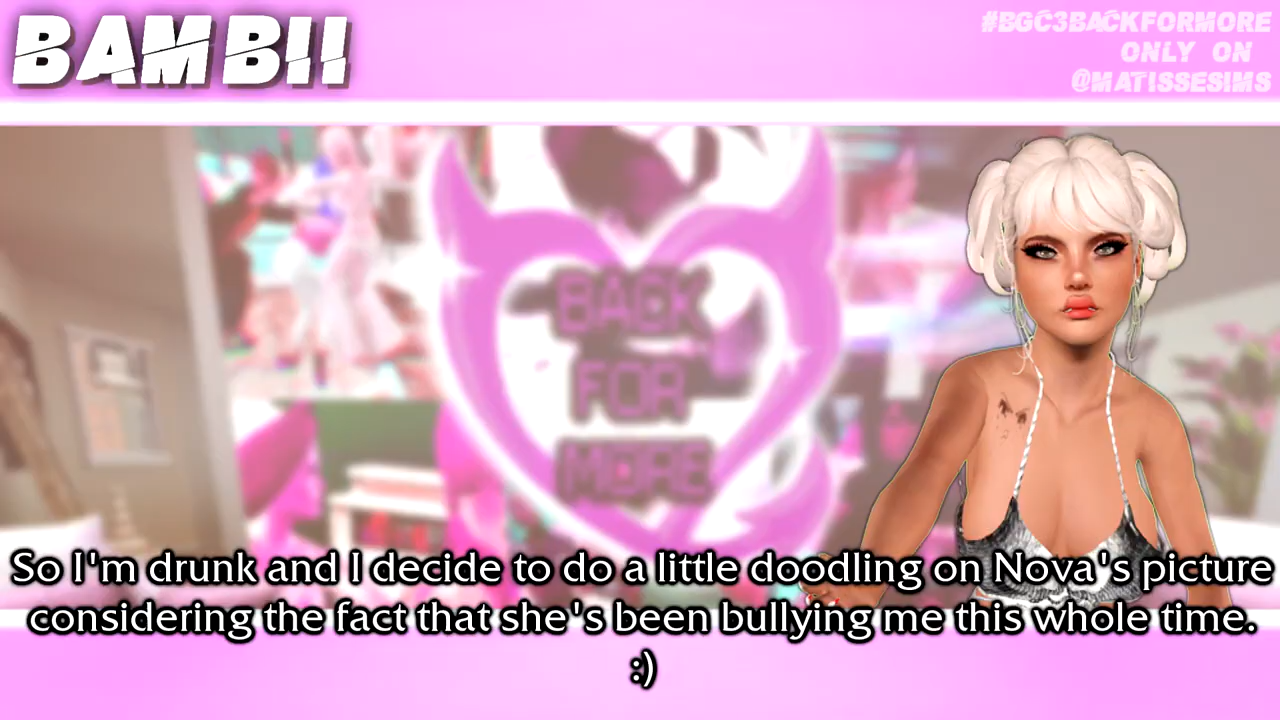 BAMBII
#BGC3BACKFORMORE
ONLY ON
@MATISSESIMS
BACK
FOR
MORE
So I'm drunk and I decide to do a little doodling on Nova's picture
considering the fact that she's been bullying me this whole time.
:)